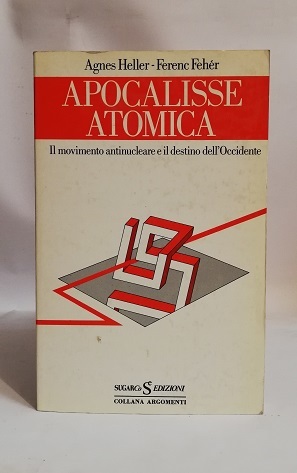 Agnes Heller - Ferenc Fehér
APOCALISSE
ATOMICA
Il movimento antinucleare e il destino dell'Occidente
SUGARCo EDIZIONI
COLLANA ARGOMENTI